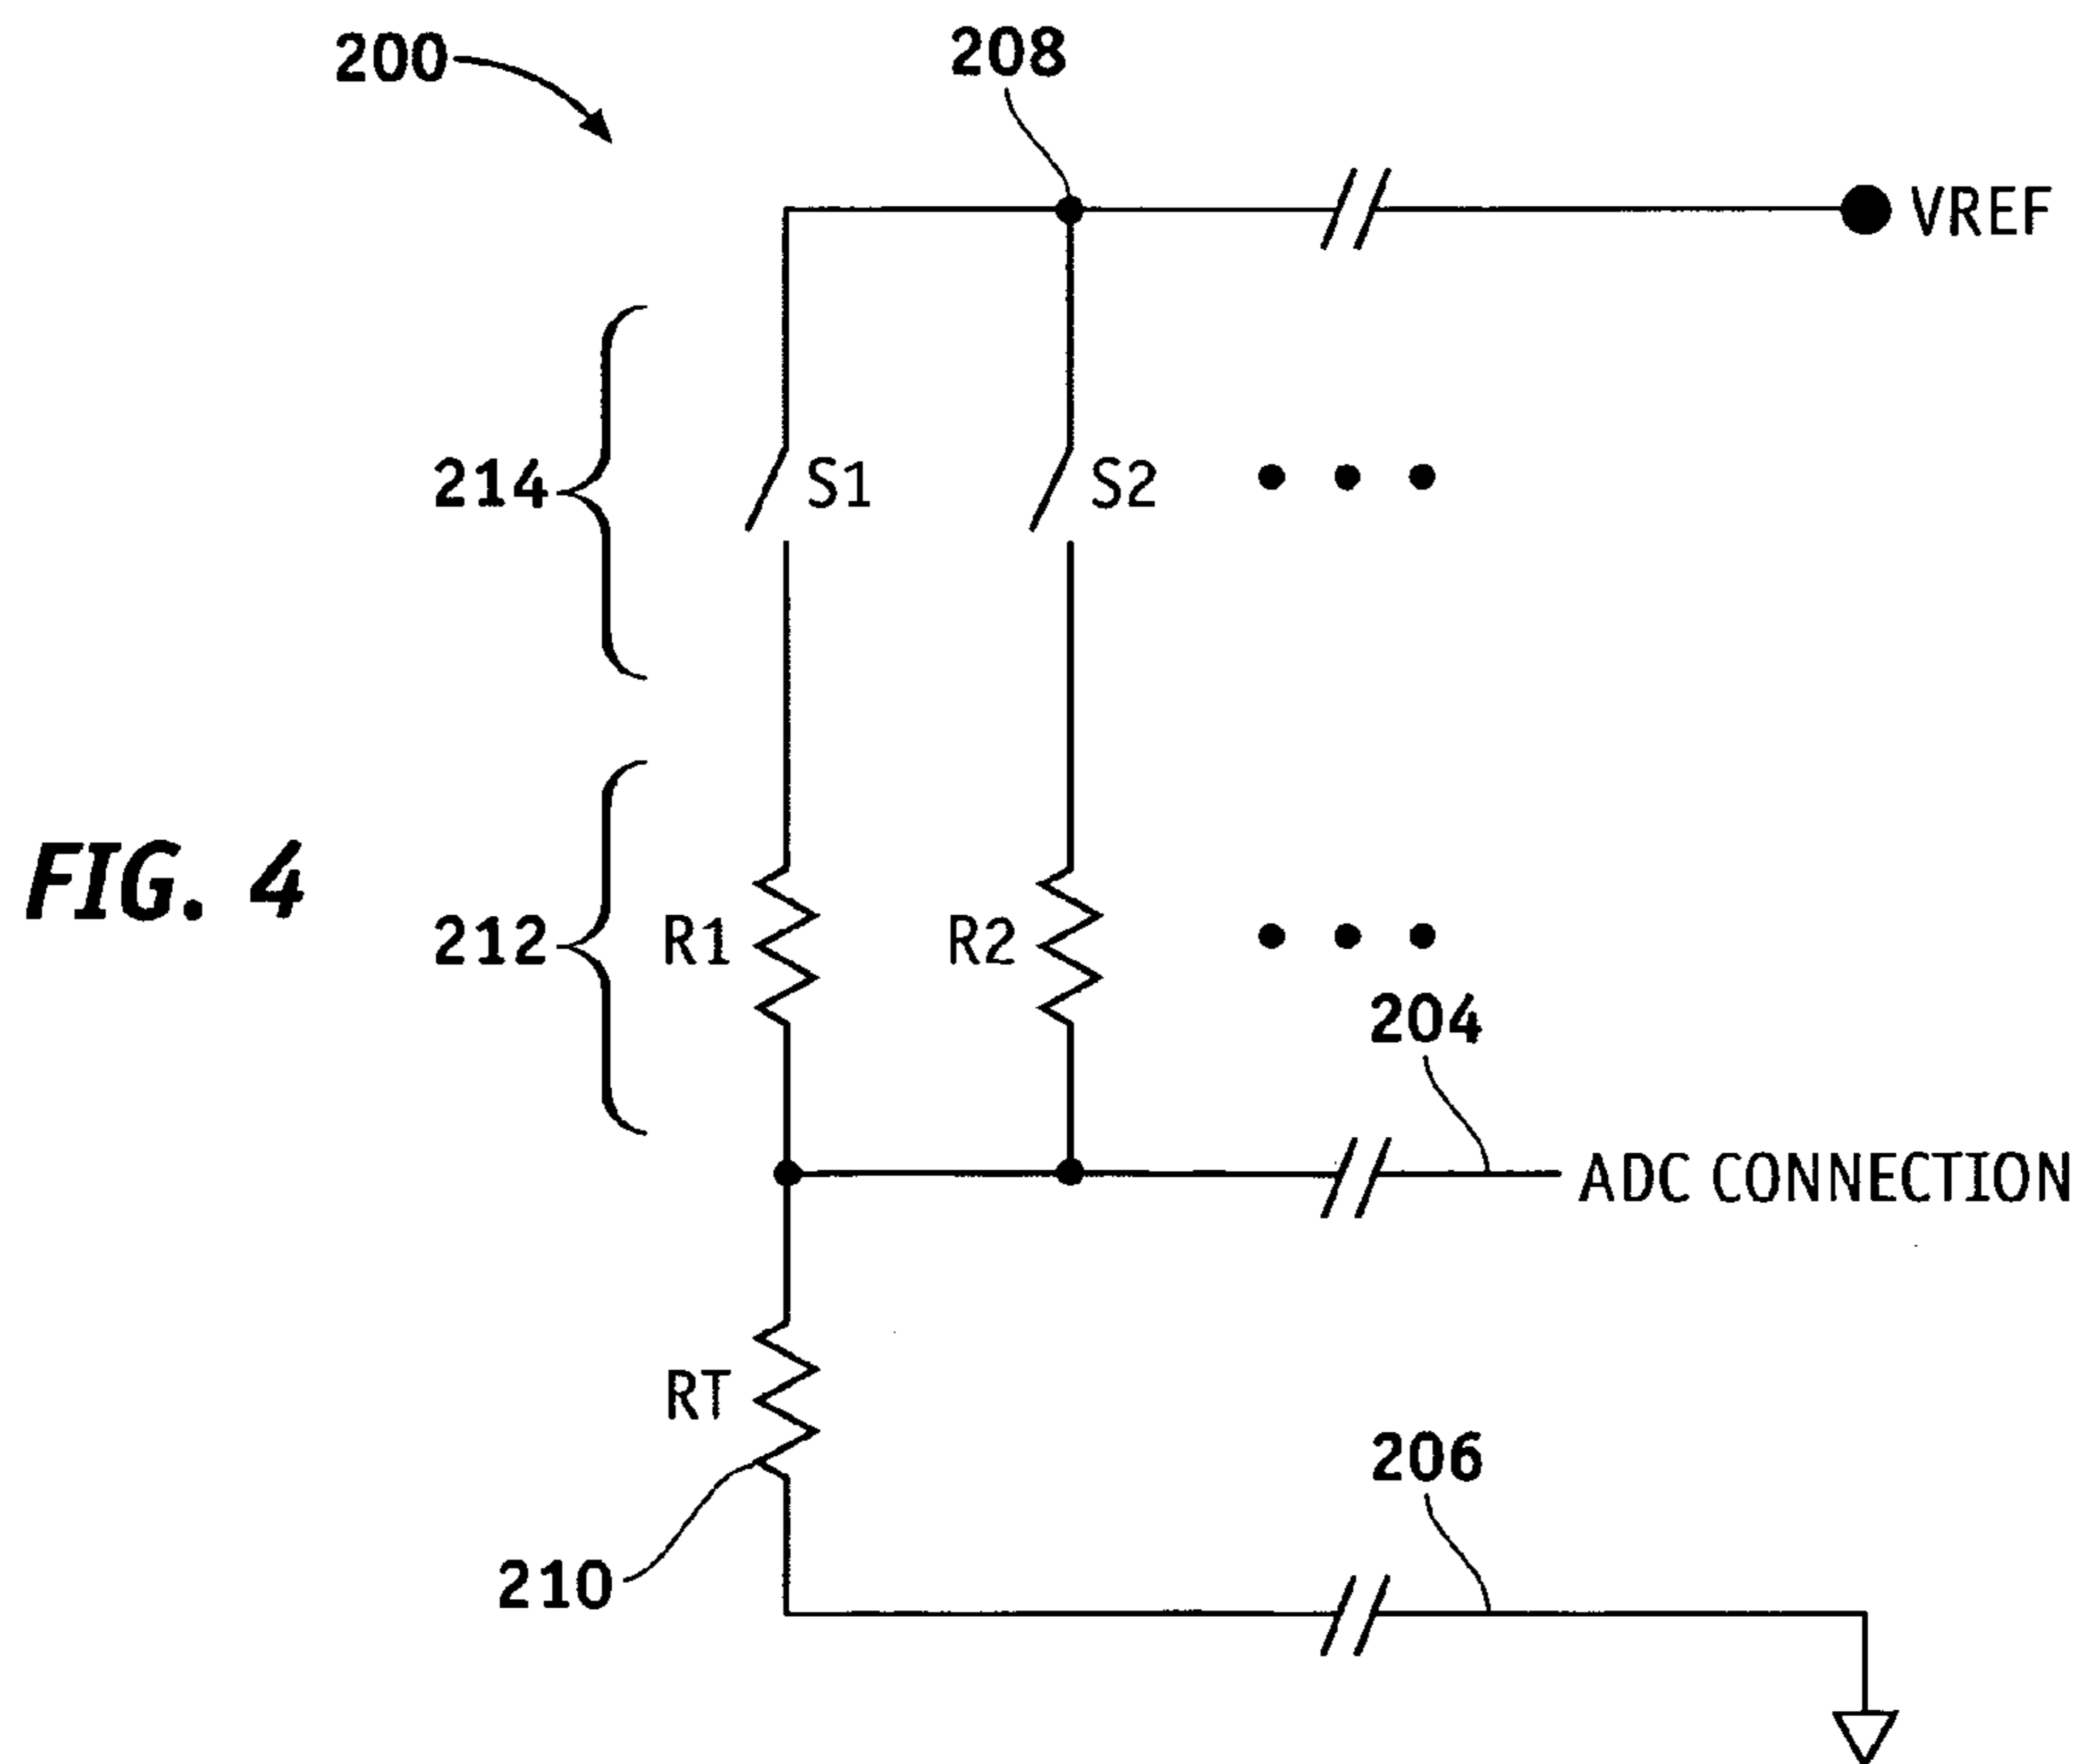 200
208
VREF
214
S1
S2
FIG. 4
212
R1
R2
204
ADC CONNECTION
RT
206
210